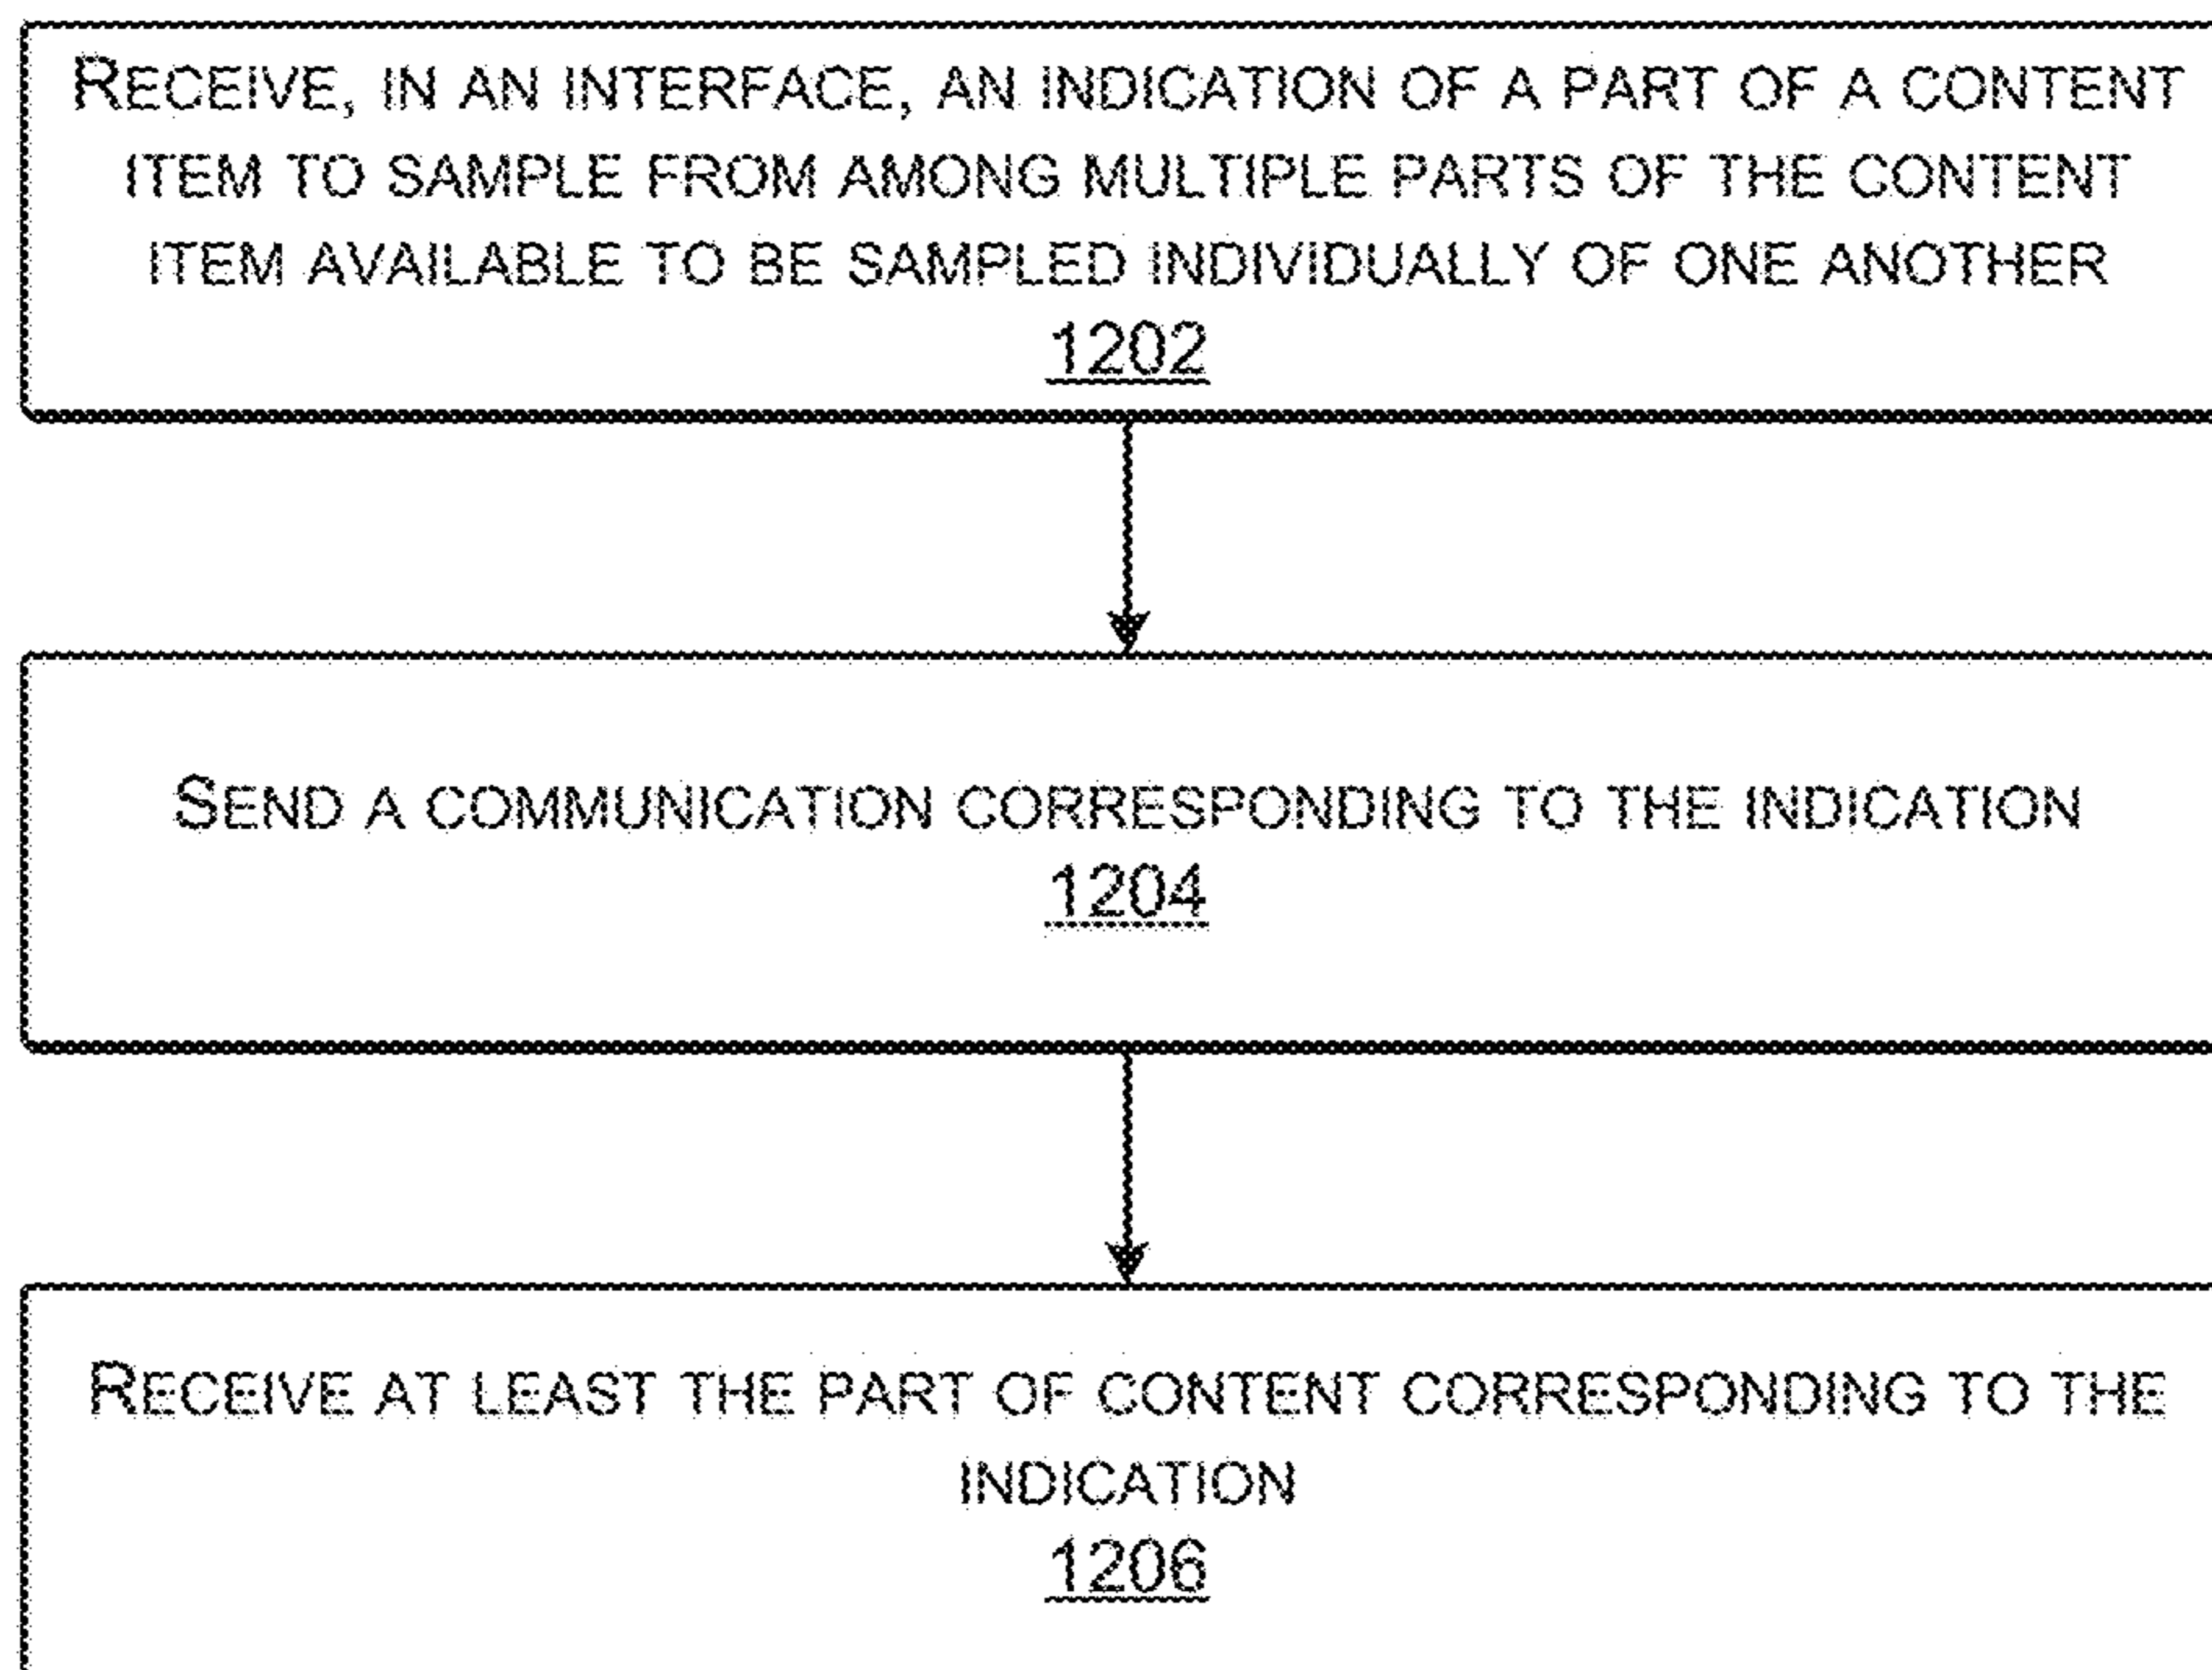 RECEIVE, IN AN INTERFACE, AN INDICATION OF A PART OF A CONTENT
ITEM TO SAMPLE FROM AMONG MULTIPLE PARTS OF THE CONTENT
ITEM AVAILABLE TO BE SAMPLED INDIVIDUALLY OF ONE ANOTHER
1202
SEND A COMMUNICATION CORRESPONDING TO THE INDICATION
1204
RECEIVE AT LEAST THE PART OF CONTENT CORRESPONDING TO THE
INDICATION
1206